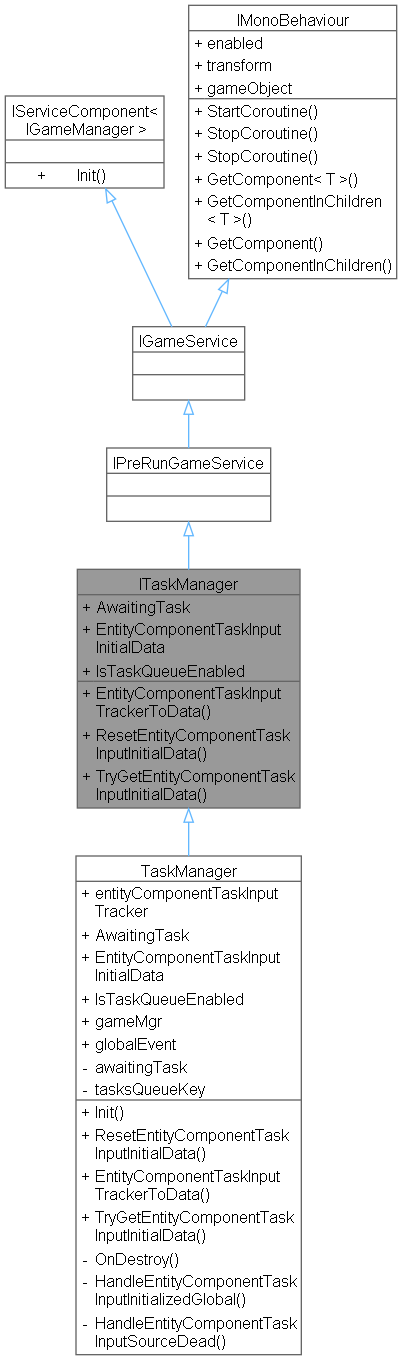 IMonoBehaviour
+ enabled
+ transform
+ gameObject
+ StartCoroutine()
+ StopCoroutine()
+ StopCoroutine()
+ GetComponent< T >()
+ GetComponentInChildren
< T >()
+ GetComponent()
+ GetComponentInChildren()
IServiceComponent<
IGameManager >
+ Init()
IGameService
IPreRunGameService
ITaskManager
+ AwaitingTask
+ EntityComponentTaskInput
InitialData
+ IsTaskQueueEnabled
+ EntityComponentTaskInput
TrackerToData()
+ ResetEntityComponentTask
InputInitialData()
+ TryGetEntityComponentTask
InputInitialData()
TaskManager
+ entityComponentTaskInput
Tracker
+ AwaitingTask
+ EntityComponentTaskInput
InitialData
+ IsTaskQueueEnabled
+ gameMgr
+ globalEvent
- awaitingTask
- tasksQueueKey
+ Init()
+ ResetEntityComponentTask
InputInitialData()
+ EntityComponentTaskInput
TrackerToData()
+ TryGetEntityComponentTask
InputInitialData()
- OnDestroy()
- HandleEntityComponentTask
InputInitializedGlobal()
- HandleEntityComponentTask
InputSourceDead()